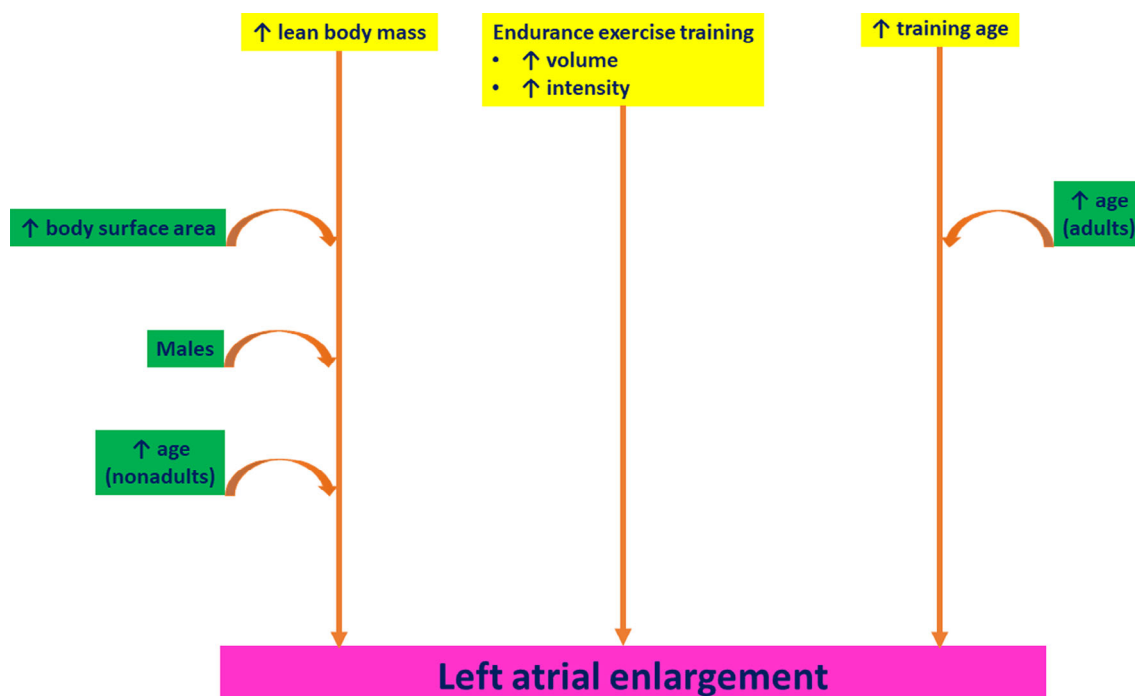 ↑ lean body mass
Endurance exercise training
• ↑ volume
• ↑ intensity
↑ training age
↑ body surface area
↑ age
(adults)
Males
↑ age
(nonadults)
Left atrial enlargement